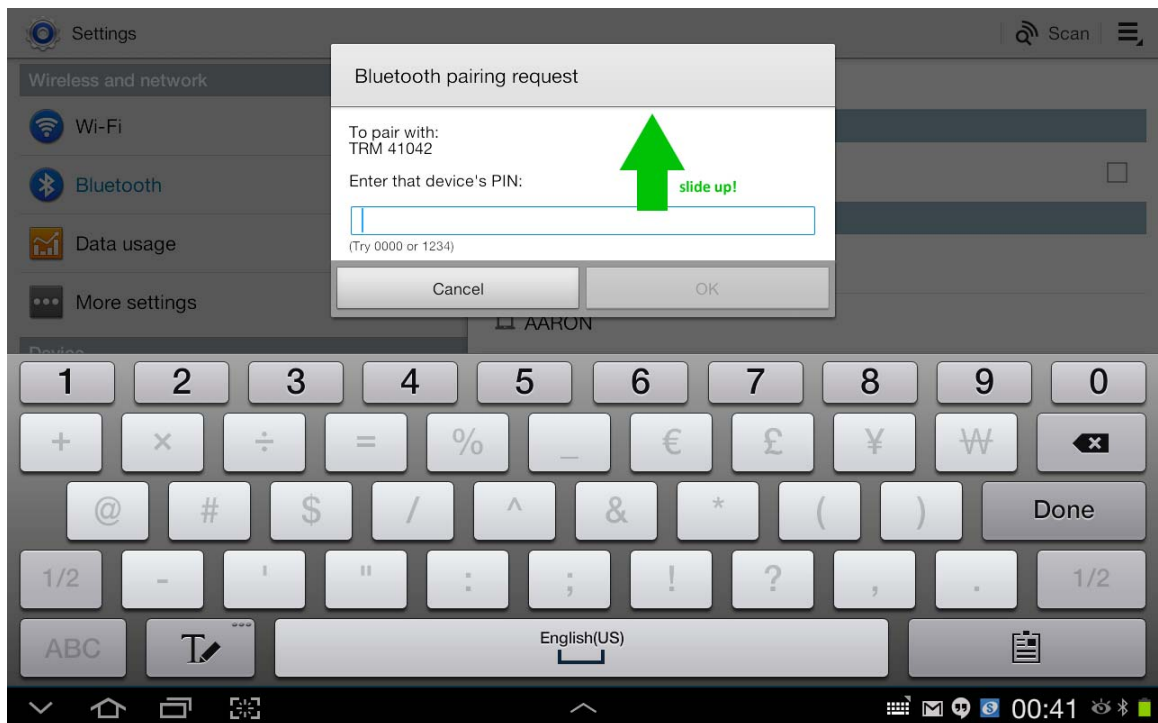 Settings
Scan
Wireless and network
Wi-Fi
Bluetooth
Data usage
More settings
Device
Bluetooth pairing request
To pair with:
TRM 41042
Enter that device's PIN:
slide up!
(Try 0000 or 1234)
Cancel OK
AARON
1 2 3 4 5 6 7 8 9 0
+ × ÷ = % _ € £ ¥ ₩
@ # $ / ^ & * ( ) Done
1/2 - ' " : ; ! ? , . 1/2
ABC T English(US)
00:41